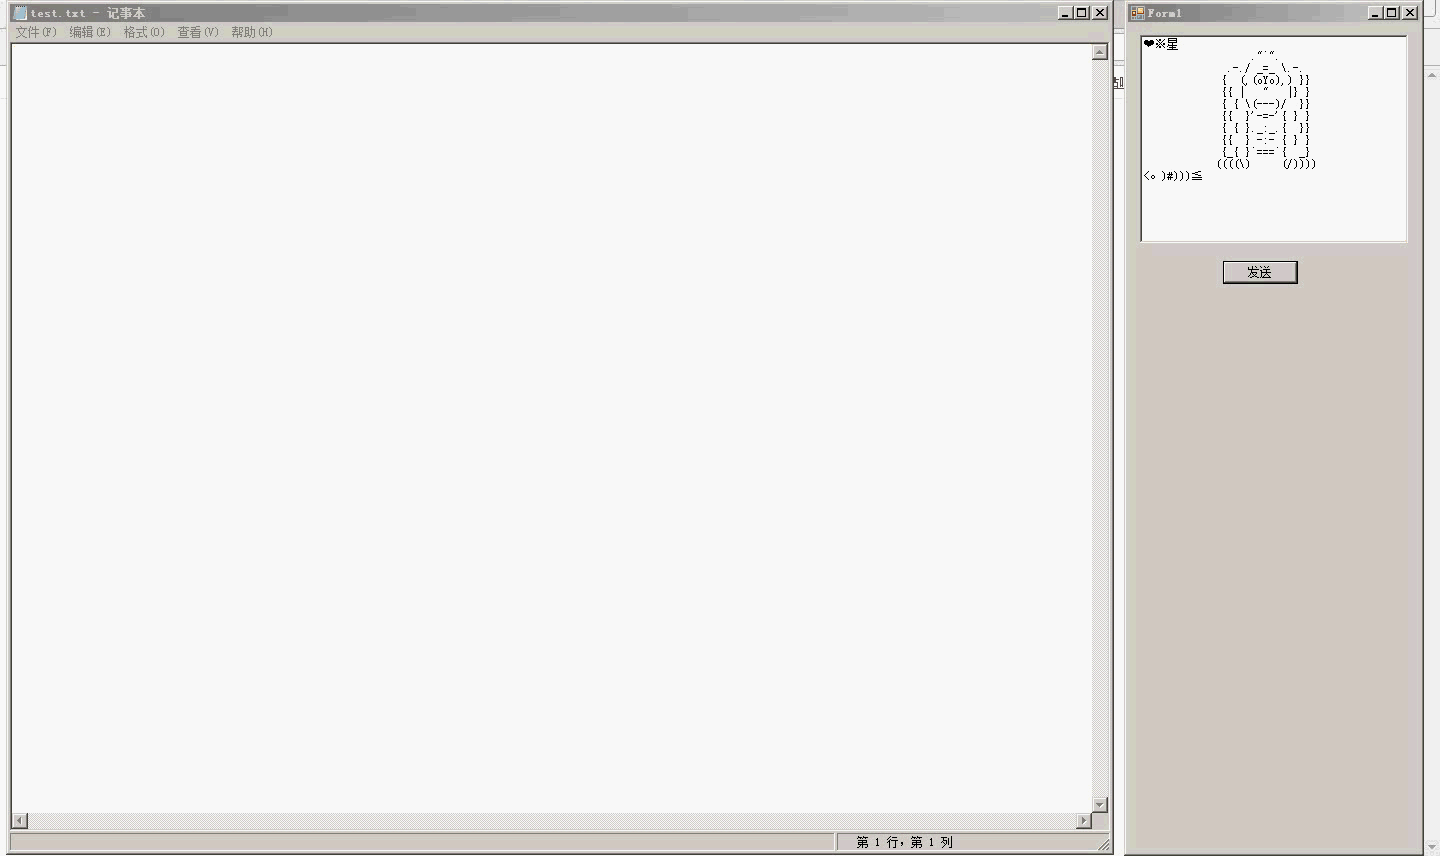 test.txt - 记事本
文件(F) 编辑(E) 格式(O) 查看(V) 帮助(H)
第 1 行，第 1 列
Form1
❤※星
."`".
.-./ _=_ \.-.
{  (,(oYo),) }}
{{ |   "   |} }
{ { \(---)/  }}
{{  }'-=-'{ } }
{ { }._:_.{  }}
{{  } -:- { } }
{_{ }`==='{  _}
((((\)     (/))))
<。)#)))≦
发送